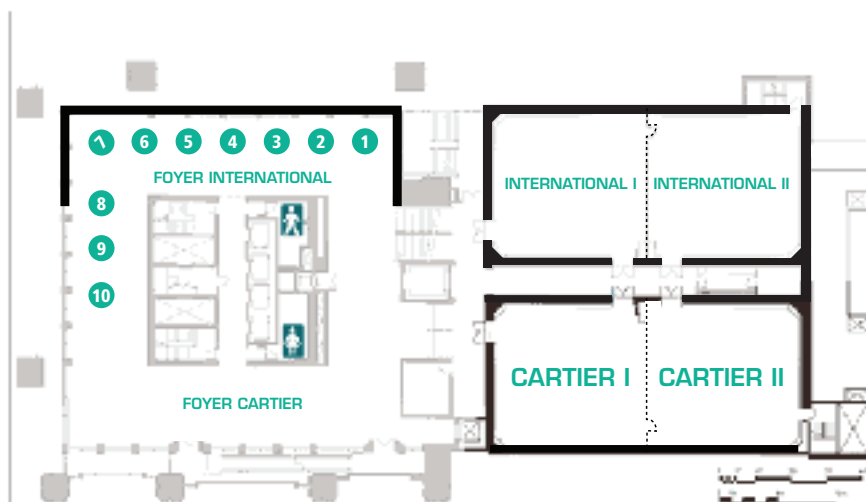 7 6 5 4 3 2 1
FOYER INTERNATIONAL
INTERNATIONAL I INTERNATIONAL II
8
9
10
CARTIER I CARTIER II
FOYER CARTIER